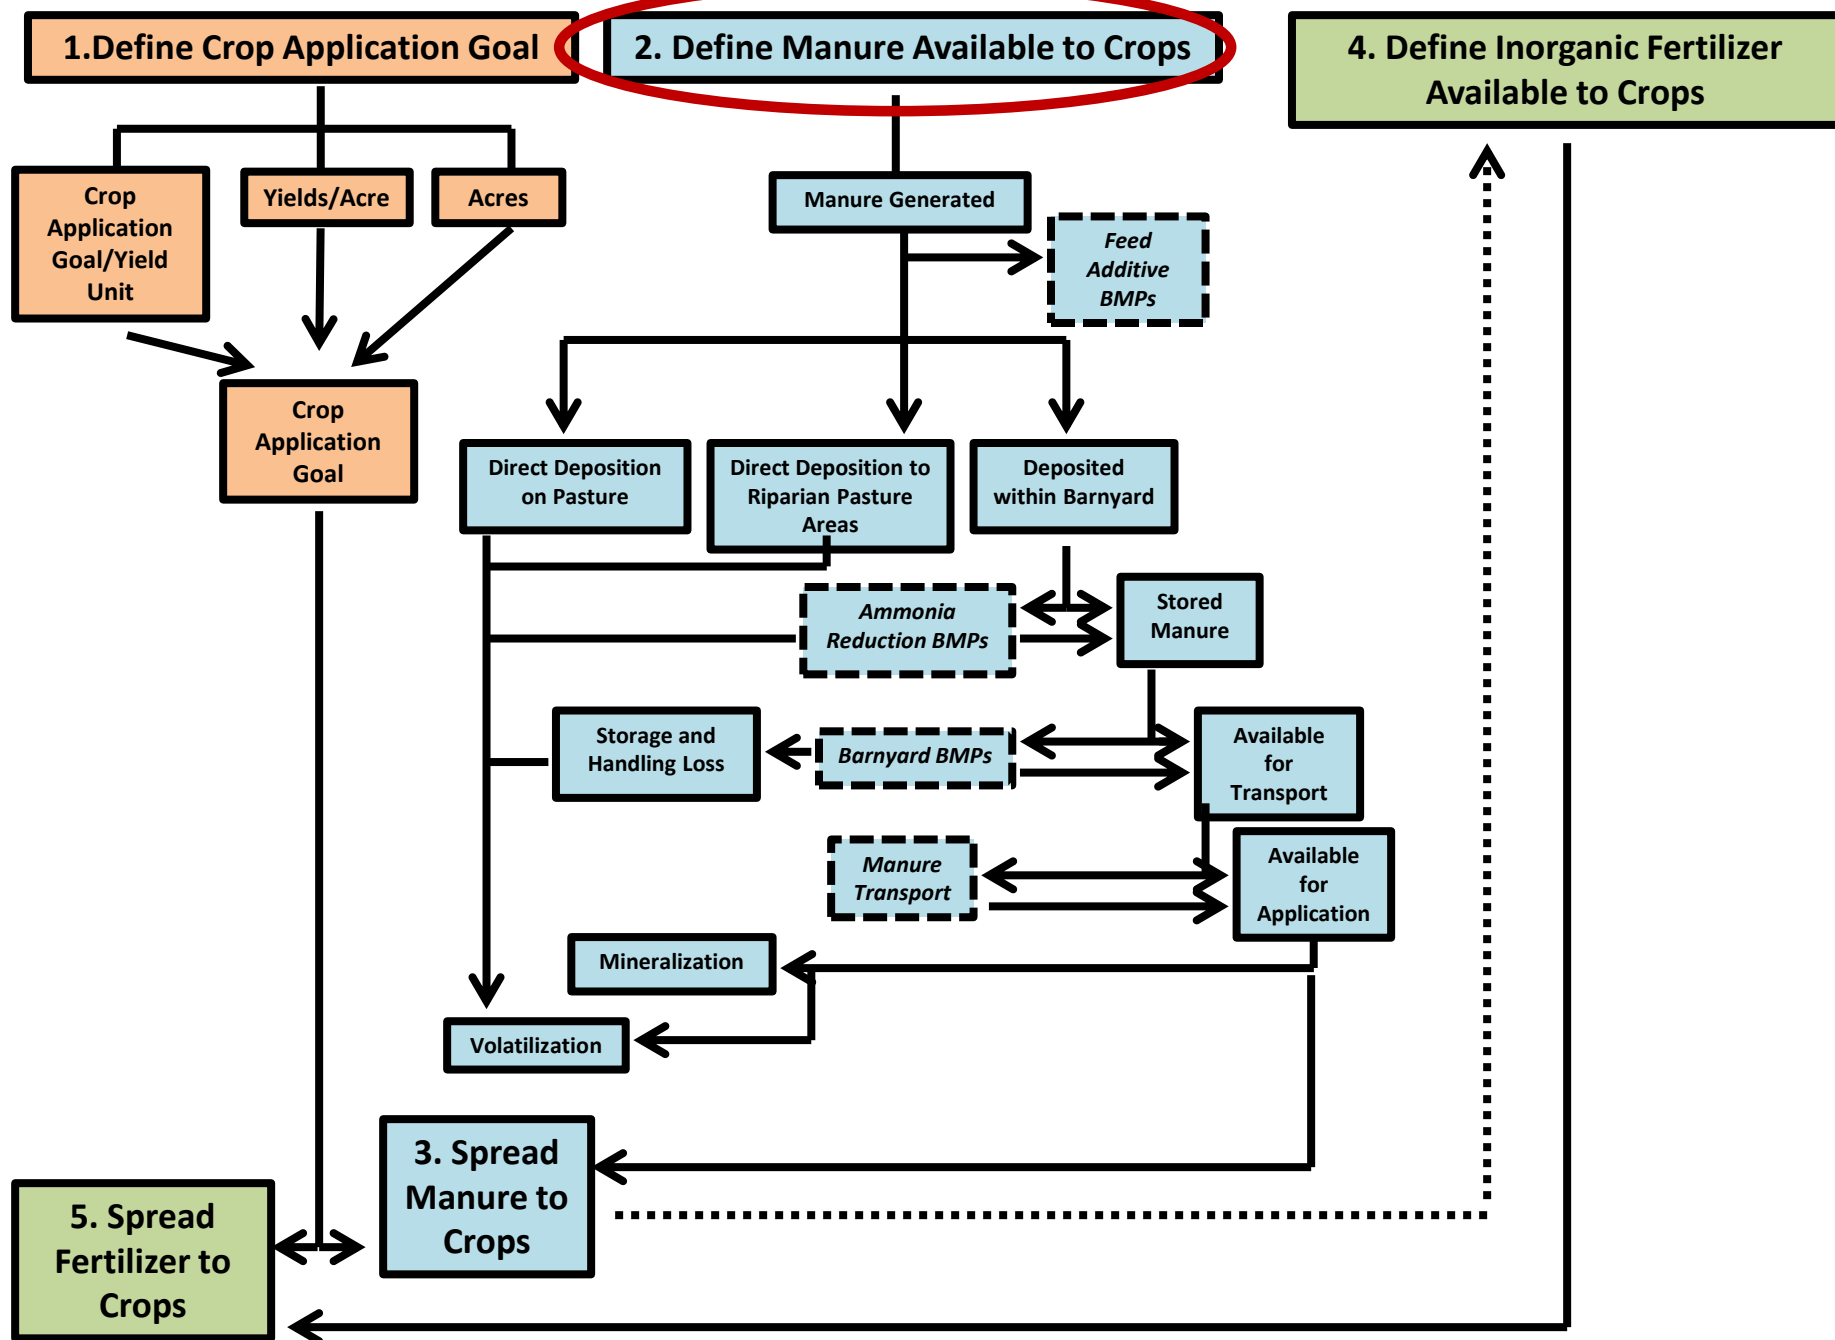 1.Define Crop Application Goal
2. Define Manure Available to Crops
4. Define Inorganic Fertilizer
Available to Crops
Crop
Application
Goal/Yield
Unit
Yields/Acre
Acres
Manure Generated
Feed
Additive
BMPs
Crop
Application
Goal
Direct Deposition
on Pasture
Direct Deposition to
Riparian Pasture
Areas
Deposited
within Barnyard
Ammonia
Reduction BMPs
Stored
Manure
Storage and
Handling Loss
Barnyard BMPs
Available
for
Transport
Manure
Transport
Available
for
Application
Mineralization
Volatilization
3. Spread
Manure to
Crops
5. Spread
Fertilizer to
Crops